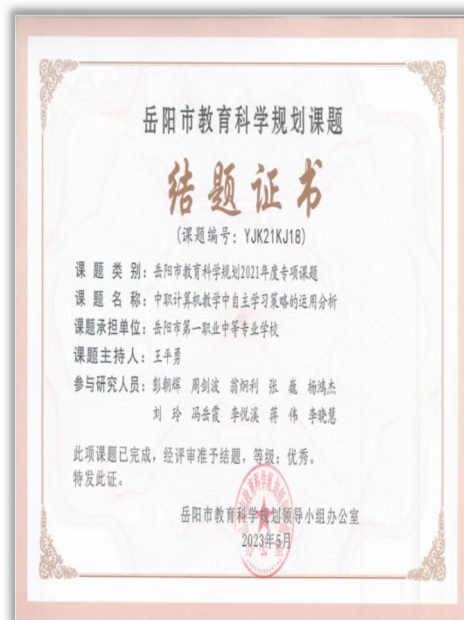 岳阳市教育科学规划课题
结题证书
(课题编号：YJK21KJ18)
课题类别：岳阳市教育科学规划2021年度专项课题
课题名称：中职计算机教学中自主学习策略的运用分析
课题承担单位：岳阳市第一职业中等专业学校
课题主持人：王平勇
参与研究人员：彭朝辉 周剑波 翁炯利 张巍 杨鸿杰
刘玲 冯岳霞 李悦溪 蒋伟 李晓慧
此项课题已完成，经评审准予结题，等级：优秀。
特发此证。
岳阳市教育科学规划领导小组办公室
2023年5月